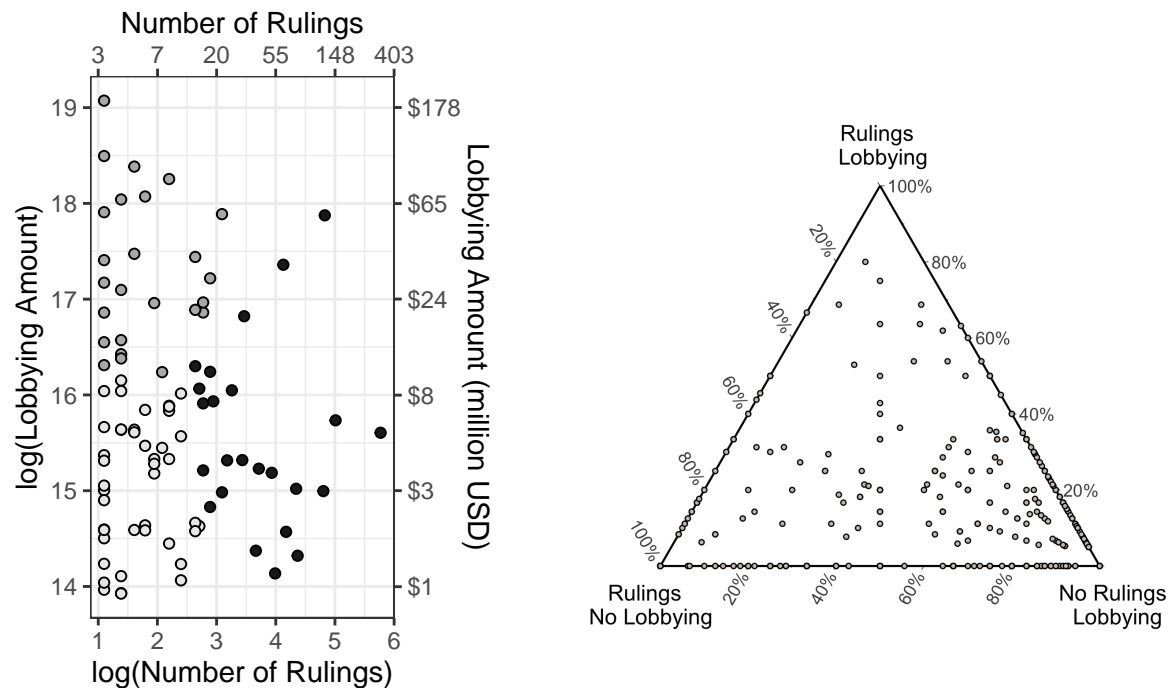 Number of Rulings
3 7 20 55 148 403
19
18
17
16
15
14
log(Lobbying Amount)
$178
$65
$24
$8
$3
$1
Lobbying Amount (million USD)
1 2 3 4 5 6
log(Number of Rulings)
Rulings
Lobbying
100%
80%
60%
40%
20%
20%
40%
60%
80%
100%
20%
40%
60%
80%
Rulings
No Lobbying
No Rulings
Lobbying